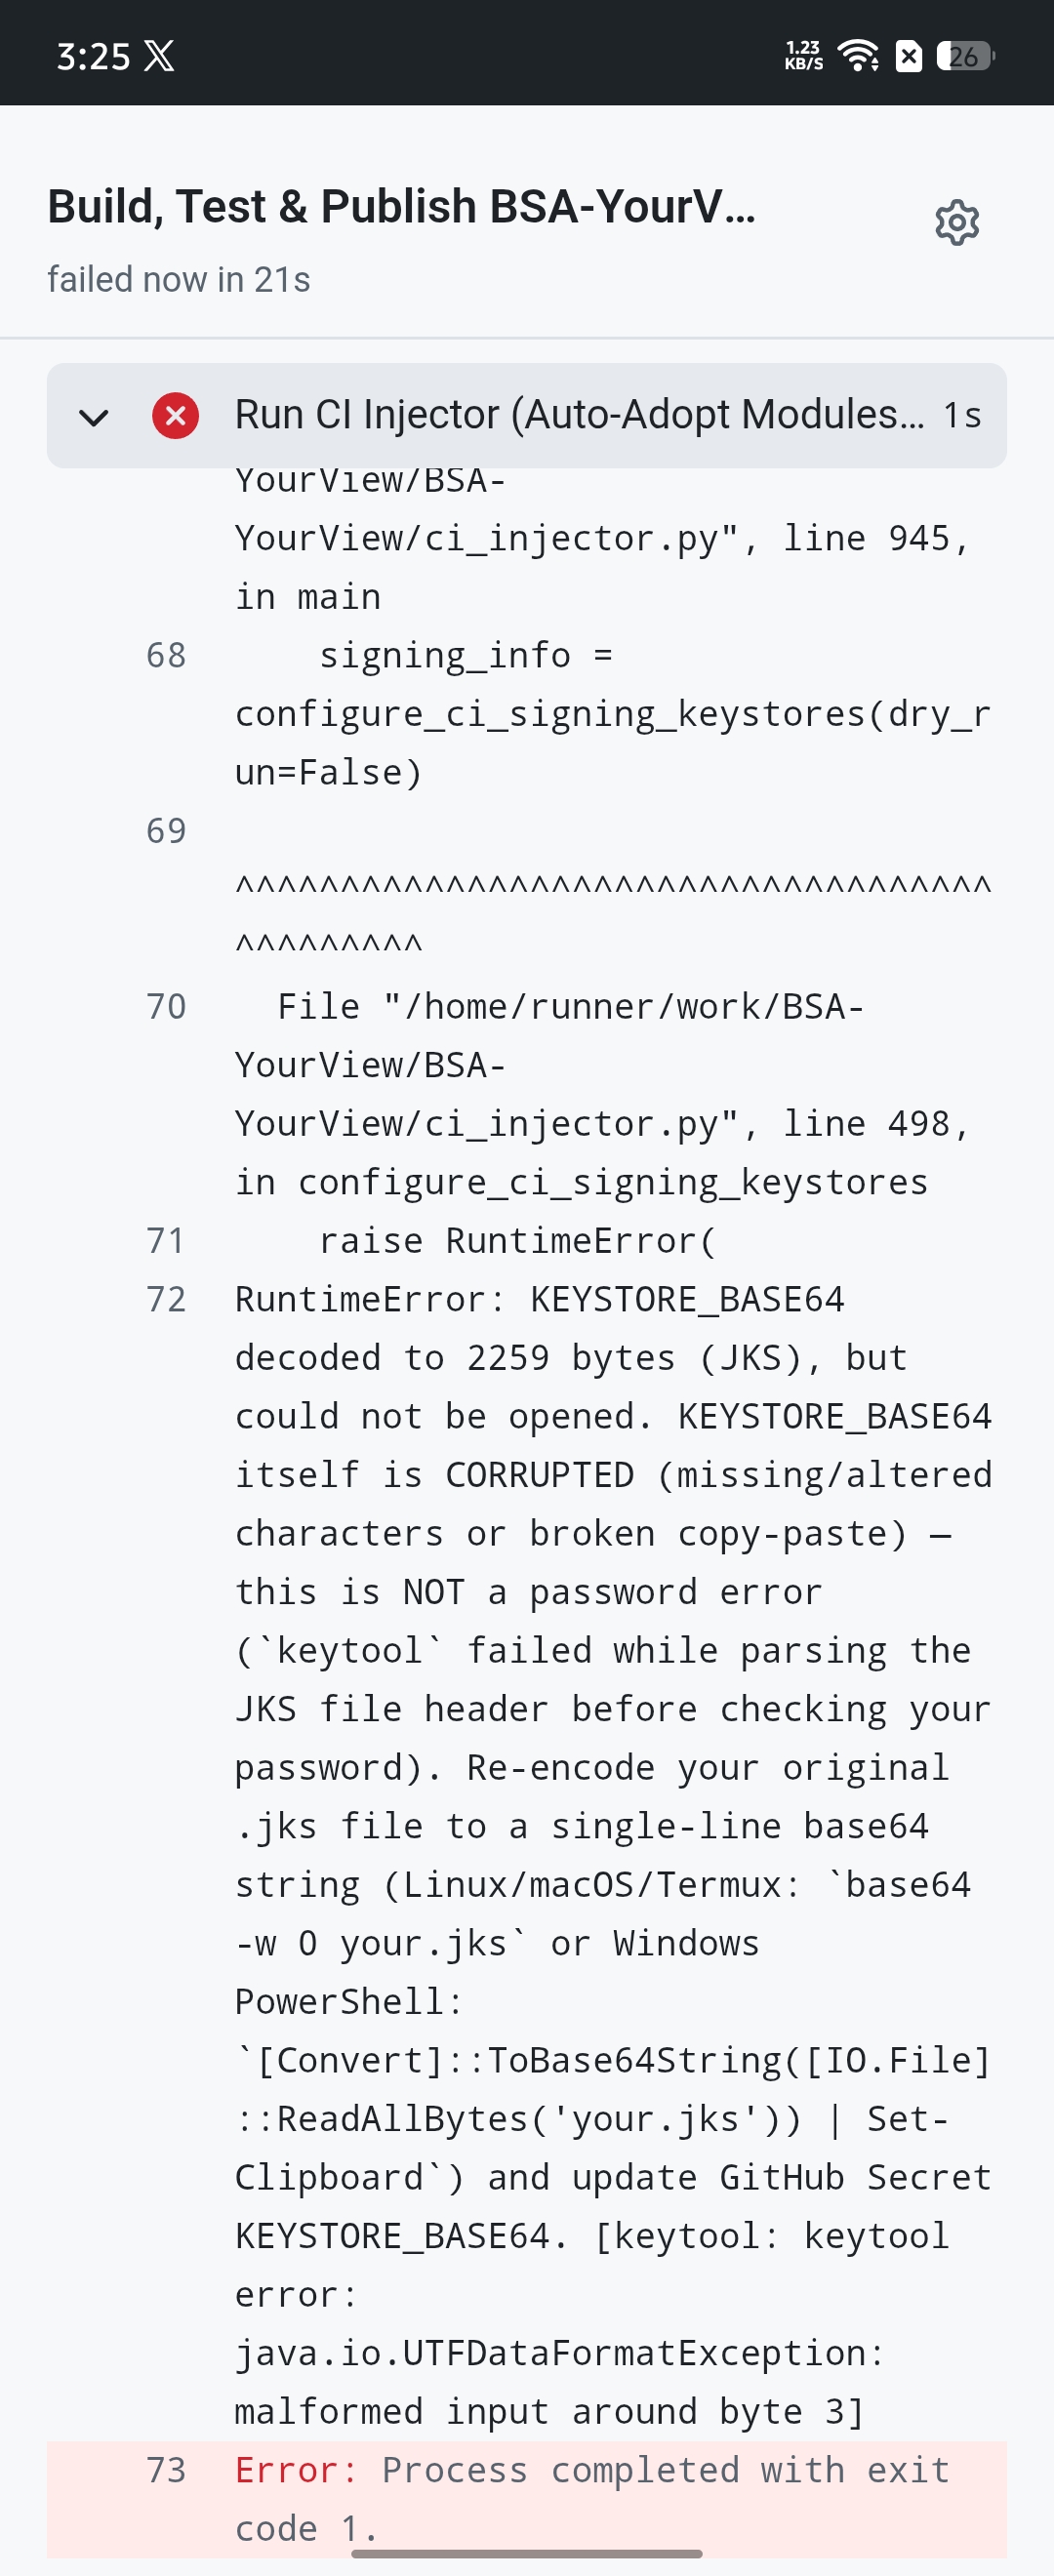 3:25
1.23
KB/S
26
Build, Test & Publish BSA-YourV...
failed now in 21s
Run CI Injector (Auto-Adopt Modules... 1s
YourView/BSA-
YourView/ci_injector.py", line 945,
in main
68 signing_info =
configure_ci_signing_keystores(dry_r
un=False)
69
^^^^^^^^^^^^^^^^^^^^^^^^^^^^^^^^^^^^
^^^^^^^^^
70 File "/home/runner/work/BSA-
YourView/BSA-
YourView/ci_injector.py", line 498,
in configure_ci_signing_keystores
71 raise RuntimeError(
72 RuntimeError: KEYSTORE_BASE64
decoded to 2259 bytes (JKS), but
could not be opened. KEYSTORE_BASE64
itself is CORRUPTED (missing/altered
characters or broken copy-paste) —
this is NOT a password error
(`keytool` failed while parsing the
JKS file header before checking your
password). Re-encode your original
.jks file to a single-line base64
string (Linux/macOS/Termux: `base64
-w 0 your.jks` or Windows
PowerShell:
`[Convert]::ToBase64String([IO.File]
::ReadAllBytes('your.jks')) | Set-
Clipboard`) and update GitHub Secret
KEYSTORE_BASE64. [keytool: keytool
error:
java.io.UTFDataFormatException:
malformed input around byte 3]
73 Error: Process completed with exit
code 1.